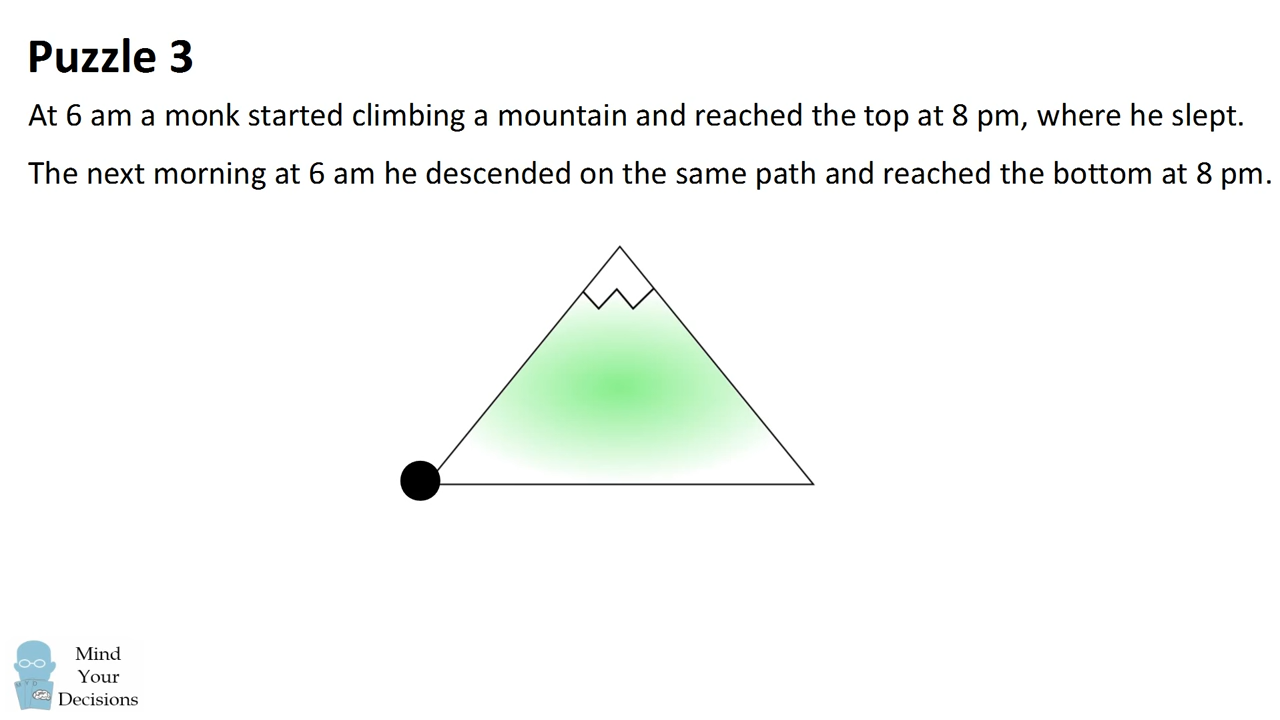 Puzzle 3
At 6 am a monk started climbing a mountain and reached the top at 8 pm, where he slept.
The next morning at 6 am he descended on the same path and reached the bottom at 8 pm.
Mind
Your
Decisions